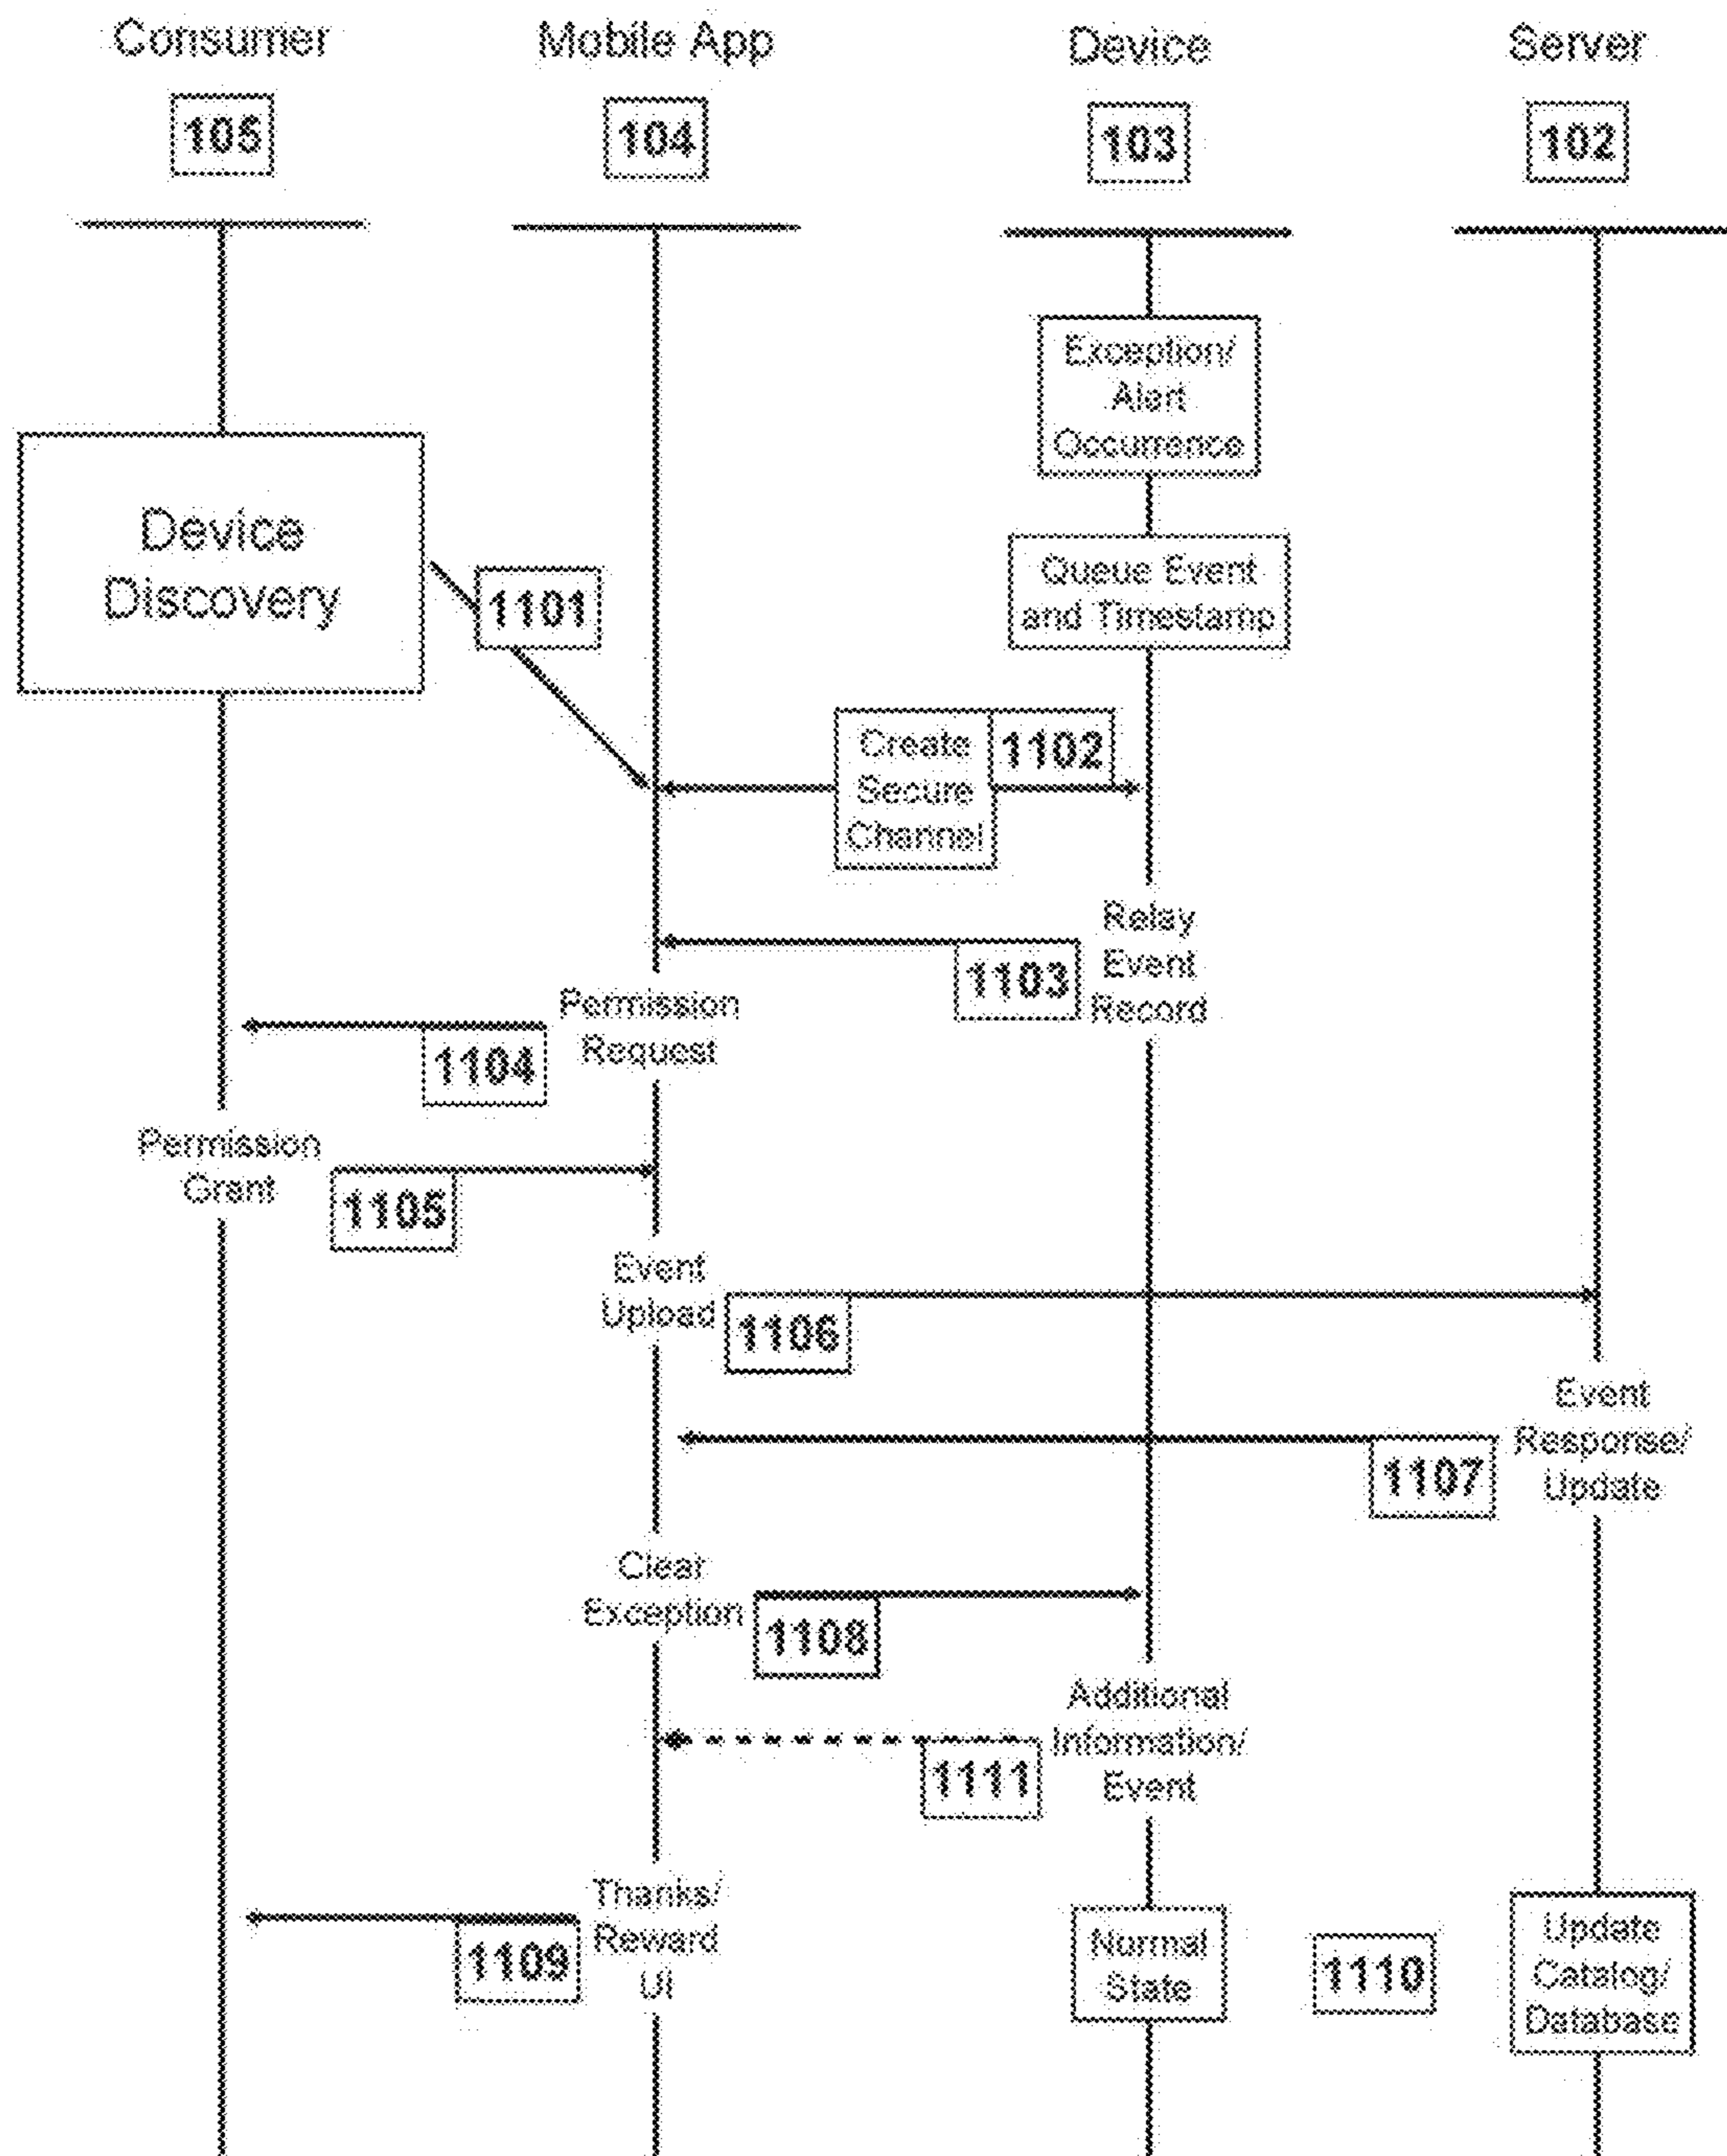 Consumer
Mobile App
Device
Server
105
104
103
102
Exception/
Alert
Occurrence
Device
Discovery
Queue Event
and Timestamp
1101
Create
Secure
Channel
1102
Relay
Event
Record
1103
Permission
Request
1104
Permission
Grant
1105
Event
Upload
1106
Event
Response/
Update
1107
Clear
Exception
1108
Additional
Information/
Event
1111
Thanks/
Reward
UI
1109
Normal
State
1110
Update
Catalog/
Database